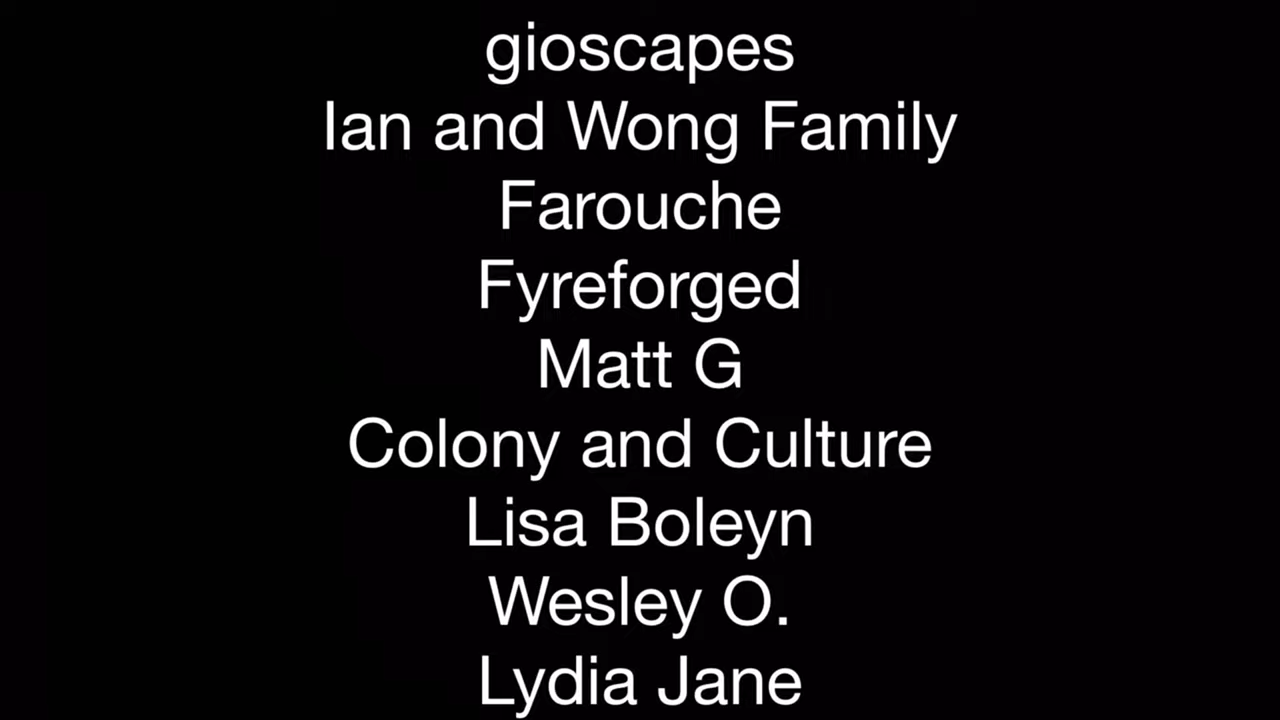 gioscapes
Ian and Wong Family
Farouche
Fyreforged
Matt G
Colony and Culture
Lisa Boleyn
Wesley O.
Lydia Jane